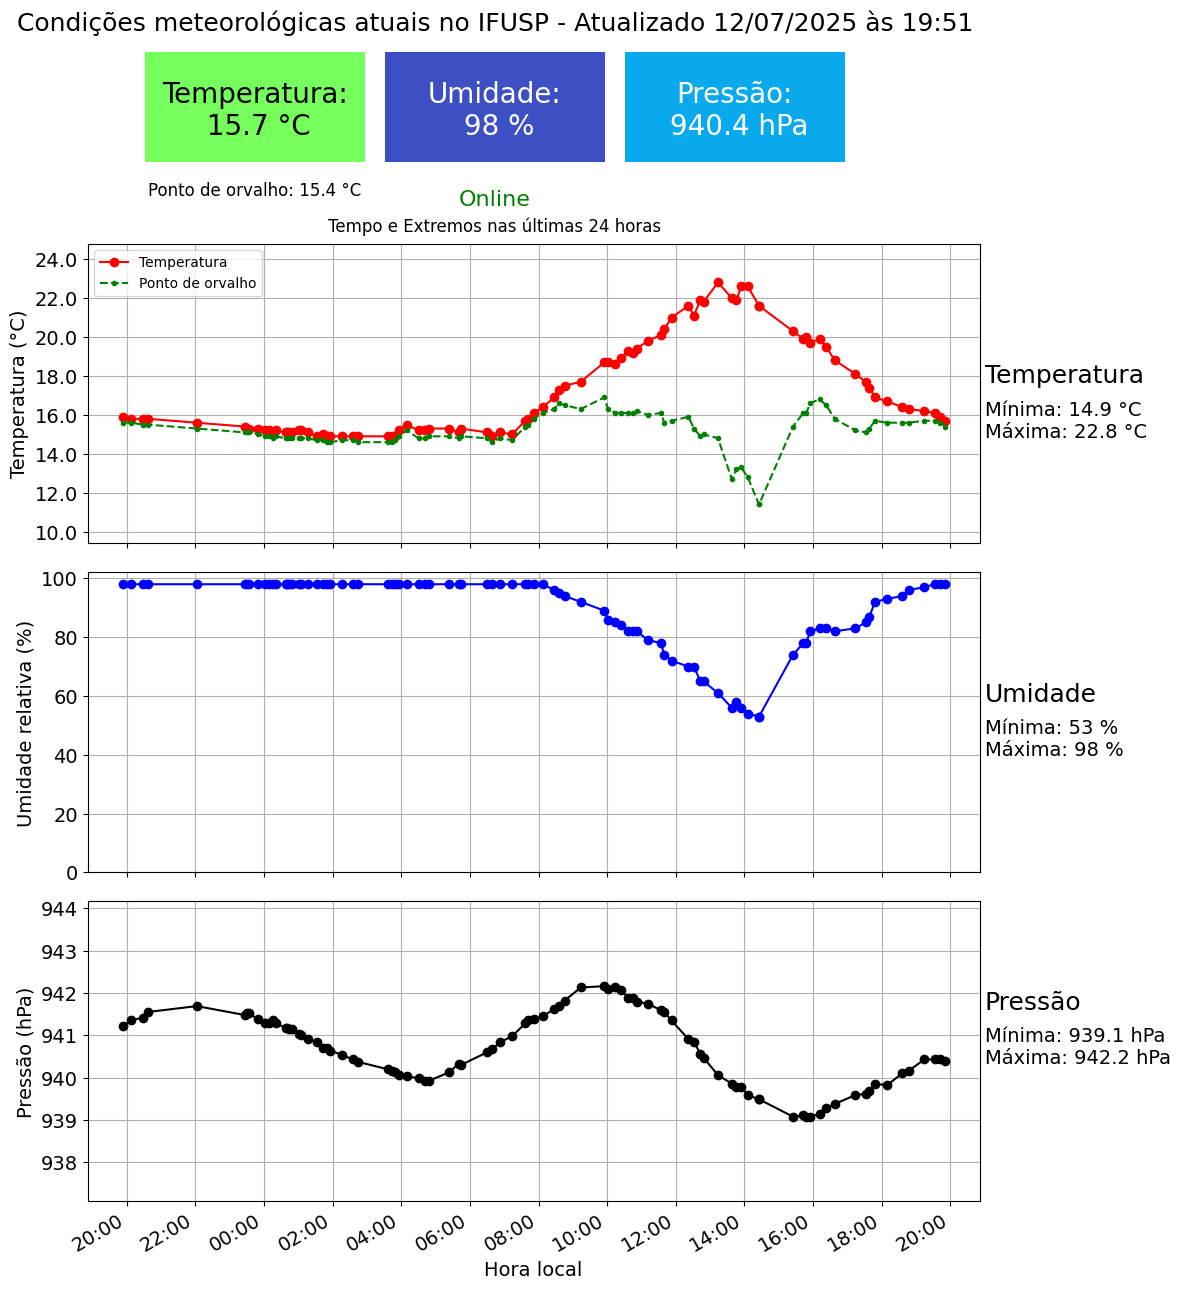 Condições meteorológicas atuais no IFUSP - Atualizado 12/07/2025 às 19:51
Temperatura:
15.7 °C
Umidade:
98 %
Pressão:
940.4 hPa
Ponto de orvalho: 15.4 °C
Online
Tempo e Extremos nas últimas 24 horas
Temperatura
Ponto de orvalho
Temperatura (°C)
24.0
22.0
20.0
18.0
16.0
14.0
12.0
10.0
Temperatura
Mínima: 14.9 °C
Máxima: 22.8 °C
Umidade relativa (%)
100
80
60
40
20
0
Umidade
Mínima: 53 %
Máxima: 98 %
Pressão (hPa)
944
943
942
941
940
939
938
Pressão
Mínima: 939.1 hPa
Máxima: 942.2 hPa
20:00
22:00
00:00
02:00
04:00
06:00
08:00
10:00
12:00
14:00
16:00
18:00
20:00
Hora local